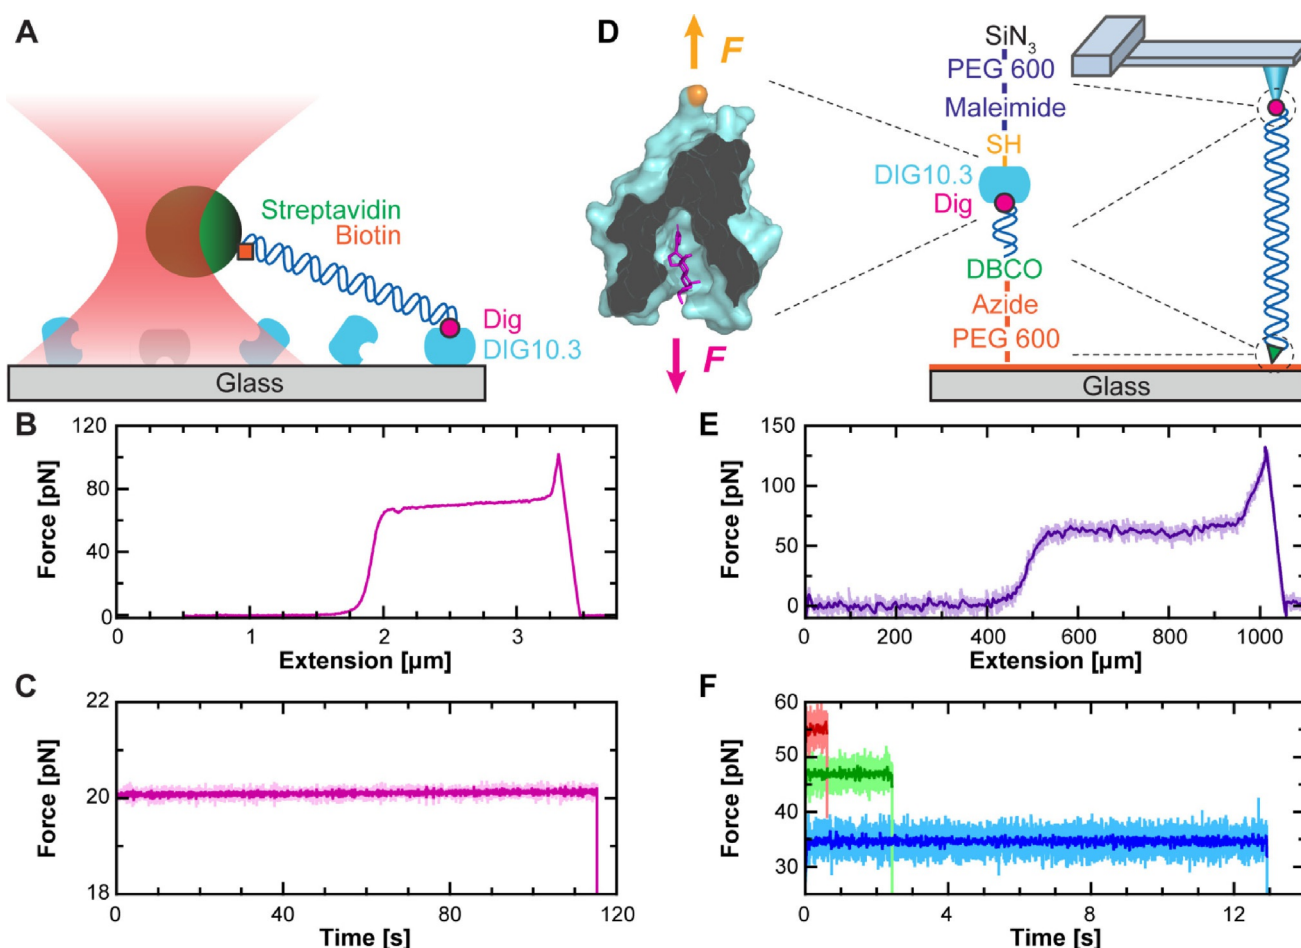 A
Streptavidin
Biotin
Dig
DIG10.3
Glass
D
F
F
SiN3
PEG 600
Maleimide
SH
DIG10.3
Dig
DBCO
Azide
PEG 600
Glass
B
120
80
40
0
Force [pN]
0
1
2
3
Extension [µm]
C
22
20
18
Force [pN]
0
40
80
120
Time [s]
E
150
100
50
0
Force [pN]
0
200
400
600
800
1000
Extension [µm]
F
60
55
45
35
Force [pN]
0
4
8
12
Time [s]